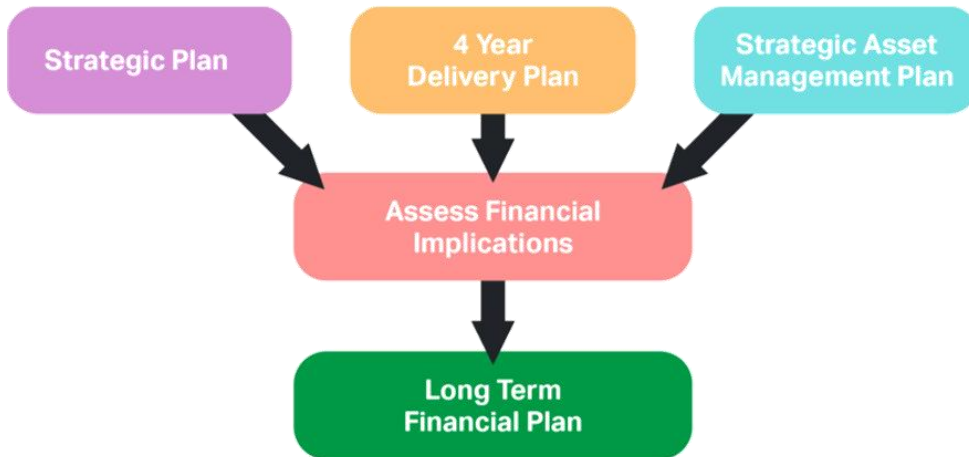 Strategic Plan
4 Year
Delivery Plan
Strategic Asset
Management Plan
Assess Financial
Implications
Long Term
Financial Plan